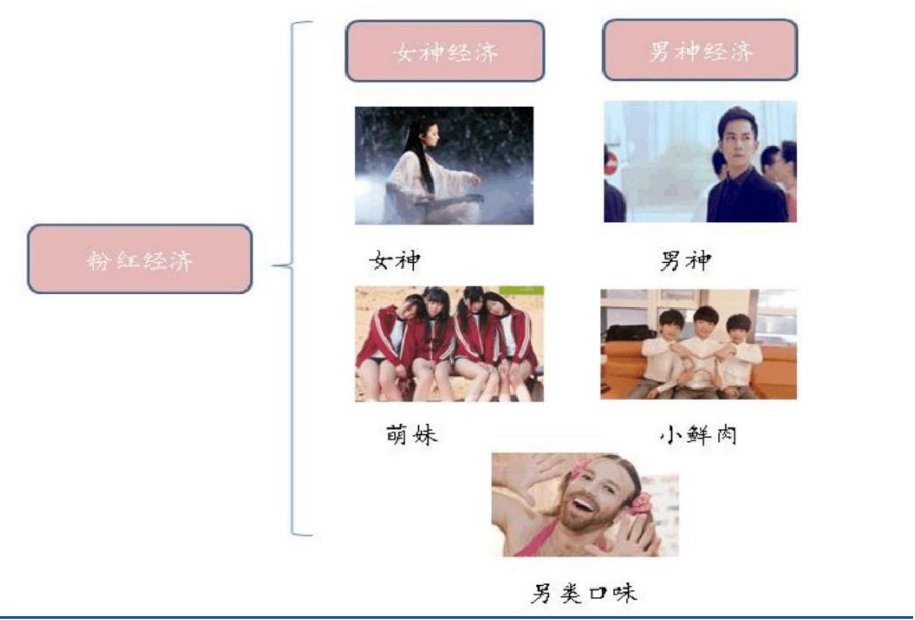 女神经济
男神经济
粉红经济
女神
男神
萌妹
小鲜肉
另类口味